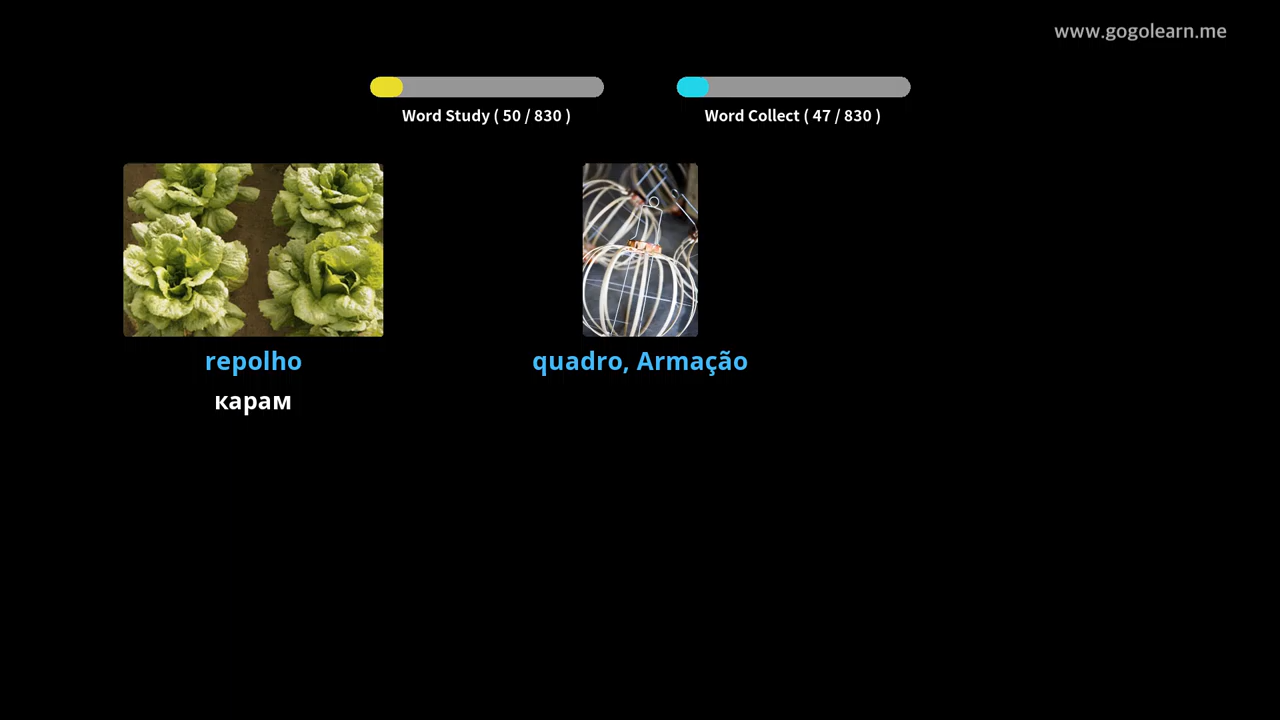 www.gogolearn.me
Word Study ( 50 / 830 )
Word Collect ( 47 / 830 )
repolho
карам
quadro, Armação